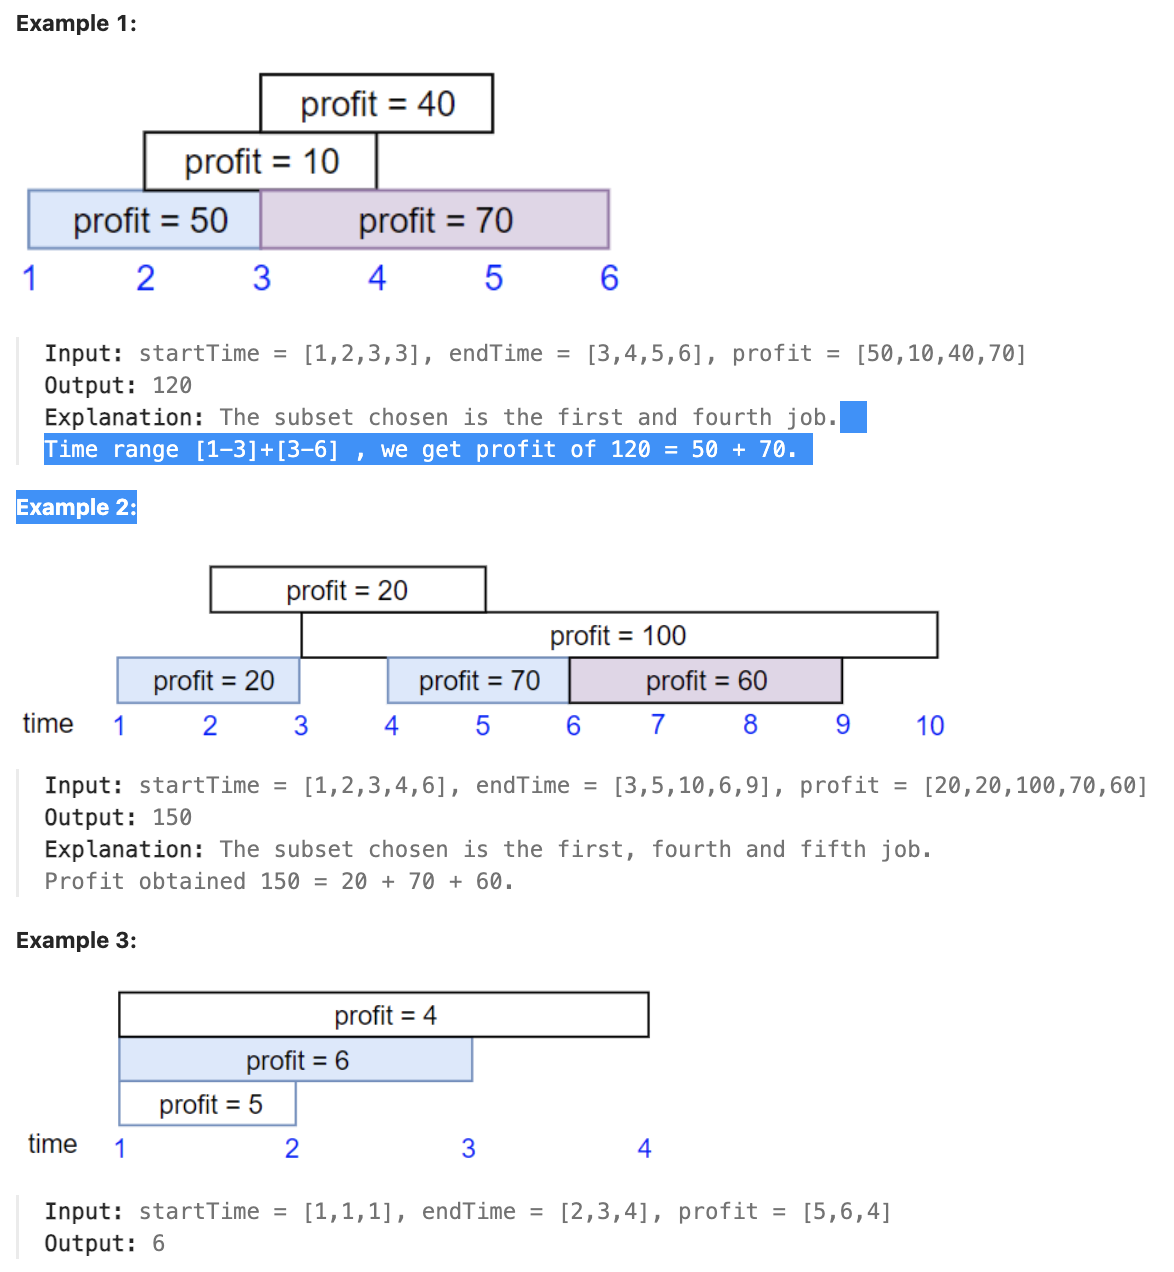 Example 1:
profit = 40
profit = 10
profit = 50 profit = 70
1 2 3 4 5 6
Input: startTime = [1,2,3,3], endTime = [3,4,5,6], profit = [50,10,40,70]
Output: 120
Explanation: The subset chosen is the first and fourth job.
Time range [1-3]+[3-6] , we get profit of 120 = 50 + 70.
Example 2:
profit = 20
profit = 100
profit = 20 profit = 70 profit = 60
time 1 2 3 4 5 6 7 8 9 10
Input: startTime = [1,2,3,4,6], endTime = [3,5,10,6,9], profit = [20,20,100,70,60]
Output: 150
Explanation: The subset chosen is the first, fourth and fifth job.
Profit obtained 150 = 20 + 70 + 60.
Example 3:
profit = 4
profit = 6
profit = 5
time 1 2 3 4
Input: startTime = [1,1,1], endTime = [2,3,4], profit = [5,6,4]
Output: 6